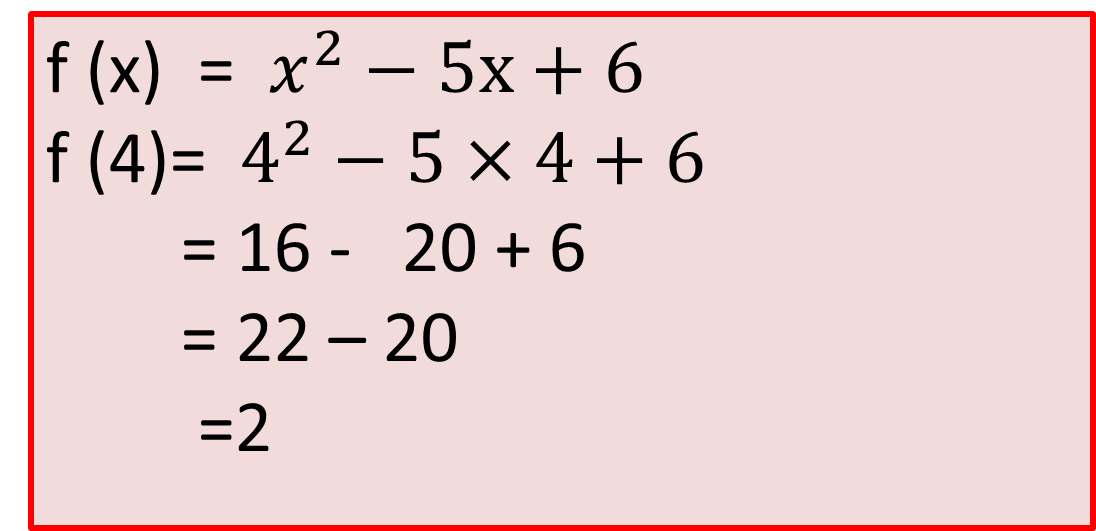 f (x) = x² − 5x + 6
f (4)= 4² − 5 × 4 + 6
= 16 - 20 + 6
= 22 – 20
=2